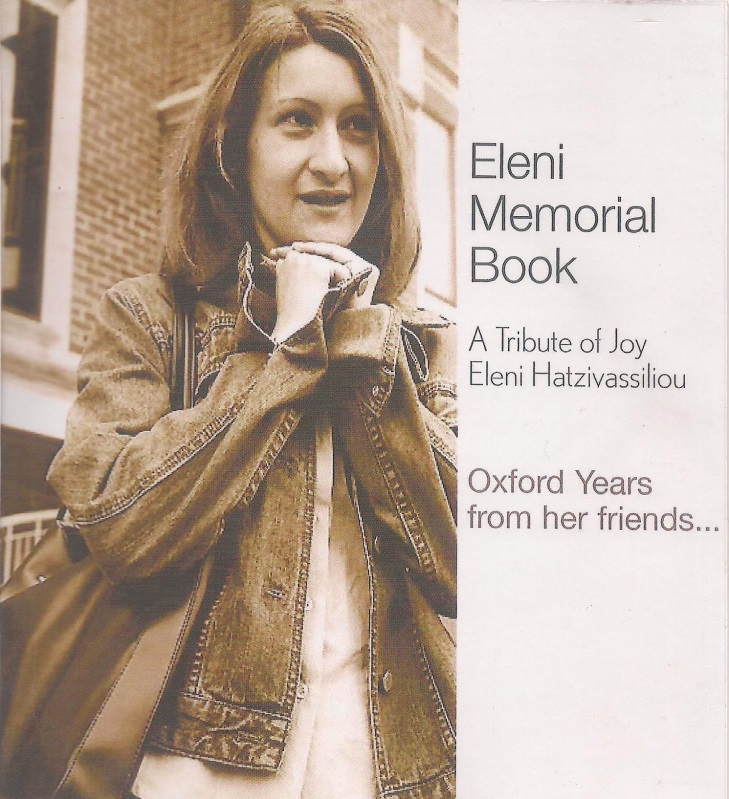 Eleni
Memorial
Book
A Tribute of Joy
Eleni Hatzivassiliou
Oxford Years
from her friends...